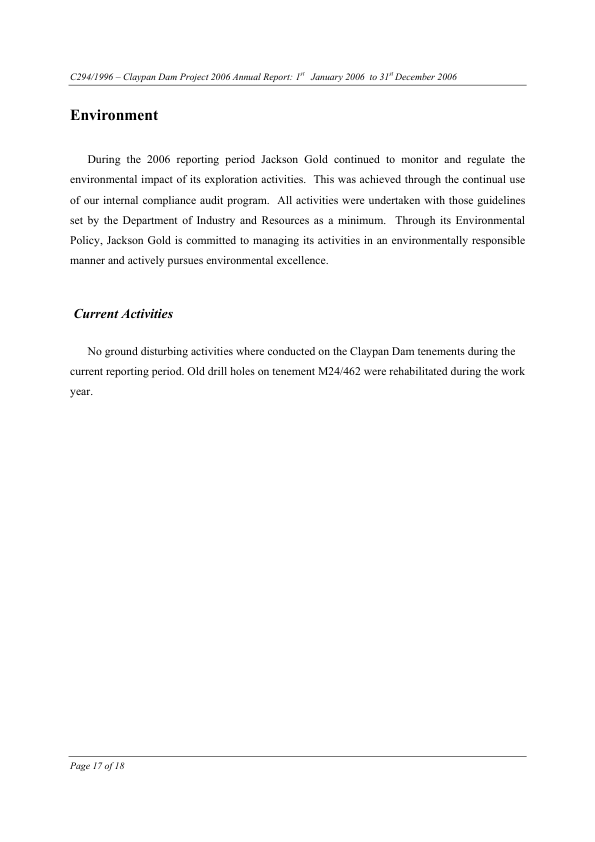 C294/1996 – Claypan Dam Project 2006 Annual Report: 1st January 2006 to 31st December 2006
Environment
During the 2006 reporting period Jackson Gold continued to monitor and regulate the
environmental impact of its exploration activities. This was achieved through the continual use
of our internal compliance audit program. All activities were undertaken with those guidelines
set by the Department of Industry and Resources as a minimum. Through its Environmental
Policy, Jackson Gold is committed to managing its activities in an environmentally responsible
manner and actively pursues environmental excellence.
Current Activities
No ground disturbing activities where conducted on the Claypan Dam tenements during the
current reporting period. Old drill holes on tenement M24/462 were rehabilitated during the work
year.
Page 17 of 18